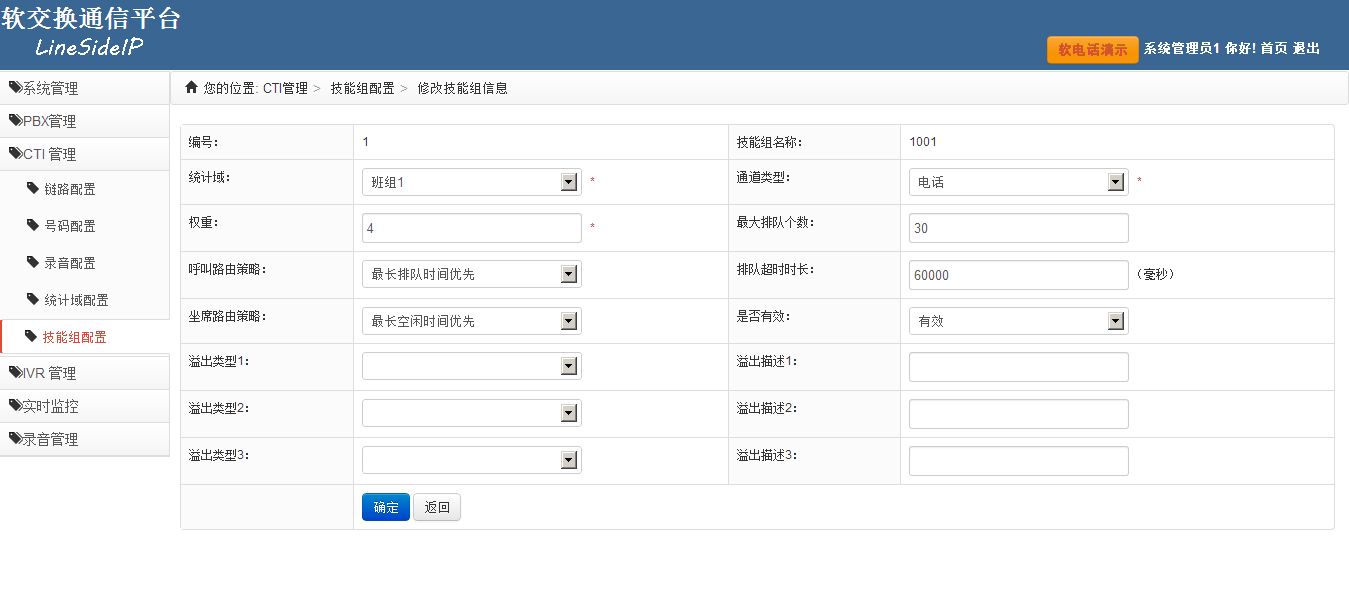 软交换通信平台
LineSideIP
软电话演示 系统管理员1 你好! 首页 退出
系统管理
PBX管理
CTI 管理
链路配置
号码配置
录音配置
统计域配置
技能组配置
IVR 管理
实时监控
录音管理
您的位置: CTI管理 > 技能组配置 > 修改技能组信息
编号: 1 技能组名称: 1001
统计域: 班组1 * 通道类型: 电话 *
权重: 4 * 最大排队个数: 30
呼叫路由策略: 最长排队时间优先 排队超时时长: 60000 (毫秒)
坐席路由策略: 最长空闲时间优先 是否有效: 有效
溢出类型1: 溢出描述1:
溢出类型2: 溢出描述2:
溢出类型3: 溢出描述3:
确定 返回